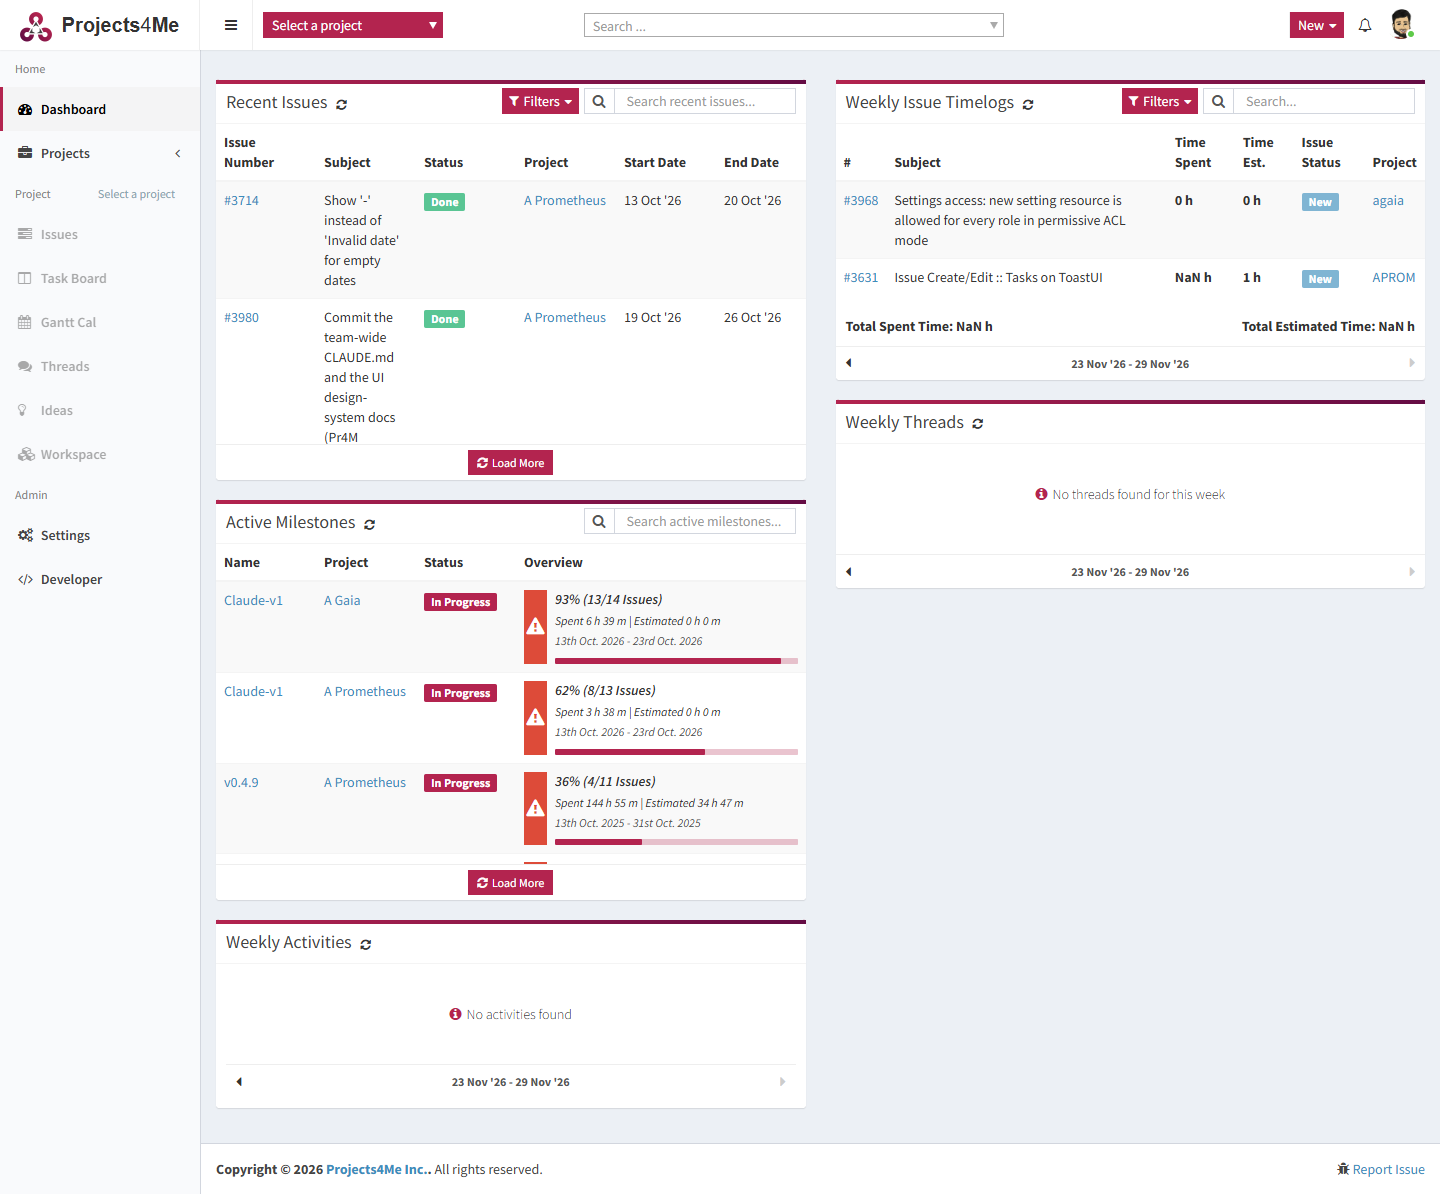 Projects4Me
Select a project
Search ...
New
Home
Dashboard
Projects
Project
Select a project
Issues
Task Board
Gantt Cal
Threads
Ideas
Workspace
Admin
Settings
Developer
Recent Issues
Filters
Search recent issues...
Issue Number
Subject
Status
Project
Start Date
End Date
#3714
Show '-'
instead of
'Invalid date'
for empty
dates
Done
A Prometheus
13 Oct '26
20 Oct '26
#3980
Commit the
team-wide
CLAUDE.md
and the UI
design-
system docs
(Pr4M
Done
A Prometheus
19 Oct '26
26 Oct '26
Load More
Active Milestones
Search active milestones...
Name
Project
Status
Overview
Claude-v1
A Gaia
In Progress
93% (13/14 Issues)
Spent 6 h 39 m | Estimated 0 h 0 m
13th Oct. 2026 - 23rd Oct. 2026
Claude-v1
A Prometheus
In Progress
62% (8/13 Issues)
Spent 3 h 38 m | Estimated 0 h 0 m
13th Oct. 2026 - 23rd Oct. 2026
v0.4.9
A Prometheus
In Progress
36% (4/11 Issues)
Spent 144 h 55 m | Estimated 34 h 47 m
13th Oct. 2025 - 31st Oct. 2025
Load More
Weekly Activities
No activities found
23 Nov '26 - 29 Nov '26
Weekly Issue Timelogs
Filters
Search...
#
Subject
Time Spent
Time Est.
Issue Status
Project
#3968
Settings access: new setting resource is
allowed for every role in permissive ACL
mode
0 h
0 h
New
agaia
#3631
Issue Create/Edit :: Tasks on ToastUI
NaN h
1 h
New
APROM
Total Spent Time: NaN h
Total Estimated Time: NaN h
23 Nov '26 - 29 Nov '26
Weekly Threads
No threads found for this week
23 Nov '26 - 29 Nov '26
Copyright © 2026 Projects4Me Inc.. All rights reserved.
Report Issue